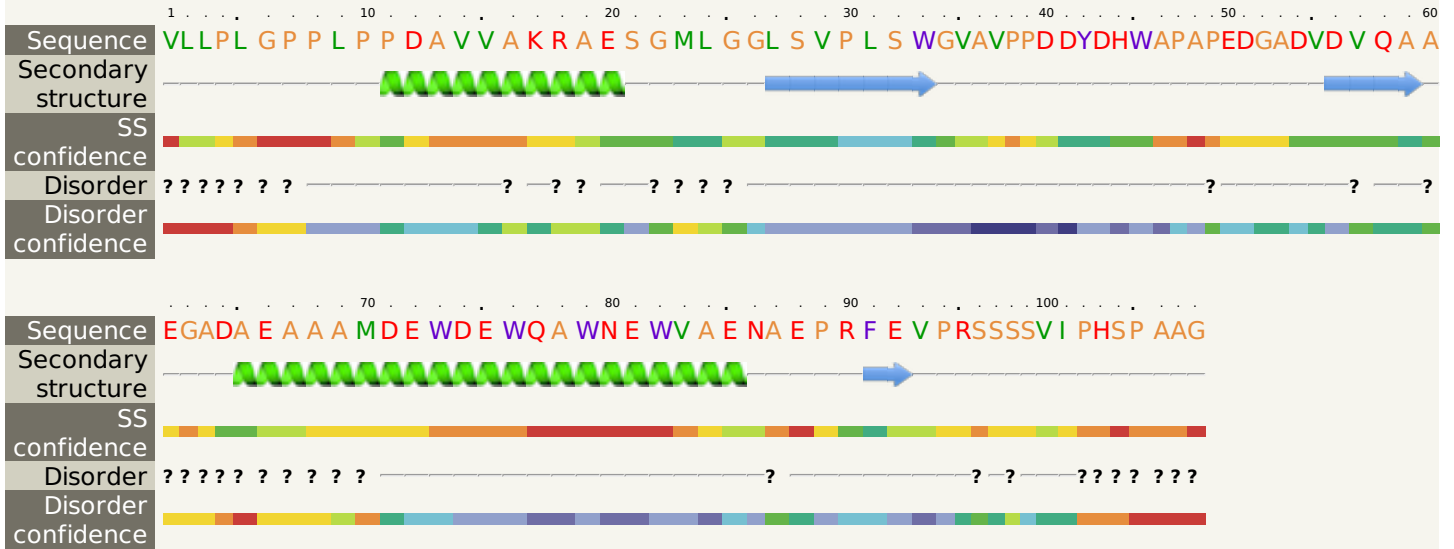 1 . . . . . . . 10 . . . . . . . . . 20 . . . . . . . . . 30 . . . . . . . . . 40 . . . . . . . . . 50 . . . . . . . . . 60
Sequence VLLPLGPPLPPDAVVAKRAESGMLGGLSVPLSWGVAVPPDDYDHWAPAPEDGADVDVQAA
Secondary
structure
SS
confidence
Disorder ? ? ? ? ? ? ? ? ? ? ? ? ? ? ? ? ?
Disorder
confidence
. . . . . . . . . 70 . . . . . . . . . 80 . . . . . . . . . 90 . . . . . . . . . 100 . . . . . . . .
Sequence EGADAEAAAMDEWDEWQAWNEWVAENAEPRFEVPRSSSSVIPHSPAAG
Secondary
structure
SS
confidence
Disorder ? ? ? ? ? ? ? ? ? ? ? ? ? ? ? ? ? ? ? ?
Disorder
confidence